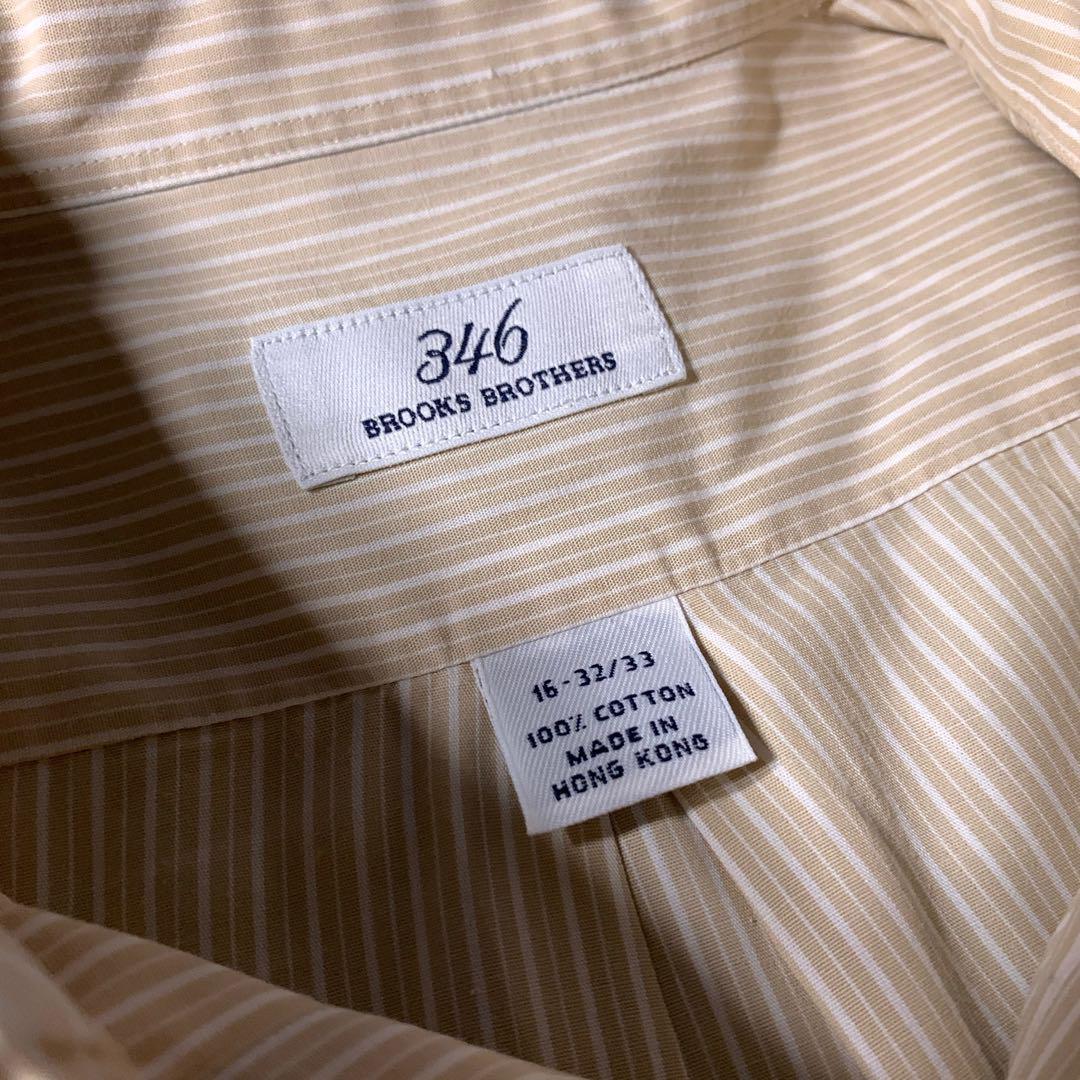 346
BROOKS BROTHERS
16-32/33
100% COTTON
MADE IN
HONG KONG